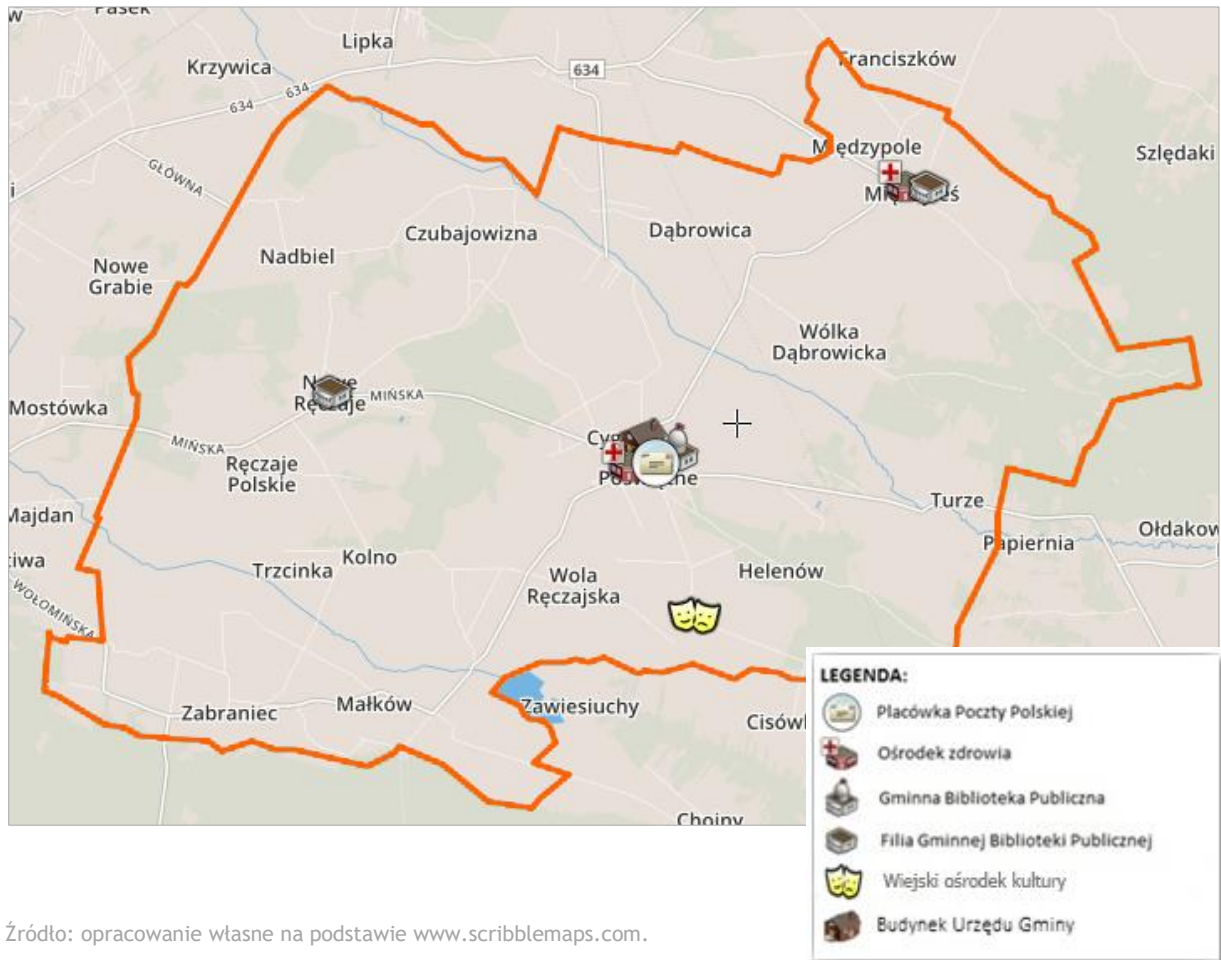 Pasek
Lipka
Krzywica
634
634
634
GŁÓWNA
Franciszków
Międzypole
Szlędaki
Czubajowizna
Dąbrowica
Nadbiel
Nowe
Grabie
Wólka
Dąbrowicka
Mostówka
Ręczaje
MIŃSKA
MIŃSKA
Ręczaje
Polskie
Turze
Majdan
Papiernia
Ołdakow
Trzcinka
Kolno
Wola
Ręczajska
Helenów
WOŁOMIŃSKA
Zabraniec
Małków
Zawiesiuchy
Cisów
Choiny
LEGENDA:
Placówka Poczty Polskiej
Ośrodek zdrowia
Gminna Biblioteka Publiczna
Filia Gminnej Biblioteki Publicznej
Wiejski ośrodek kultury
Budynek Urzędu Gminy
Źródło: opracowanie własne na podstawie www.scribblemaps.com.